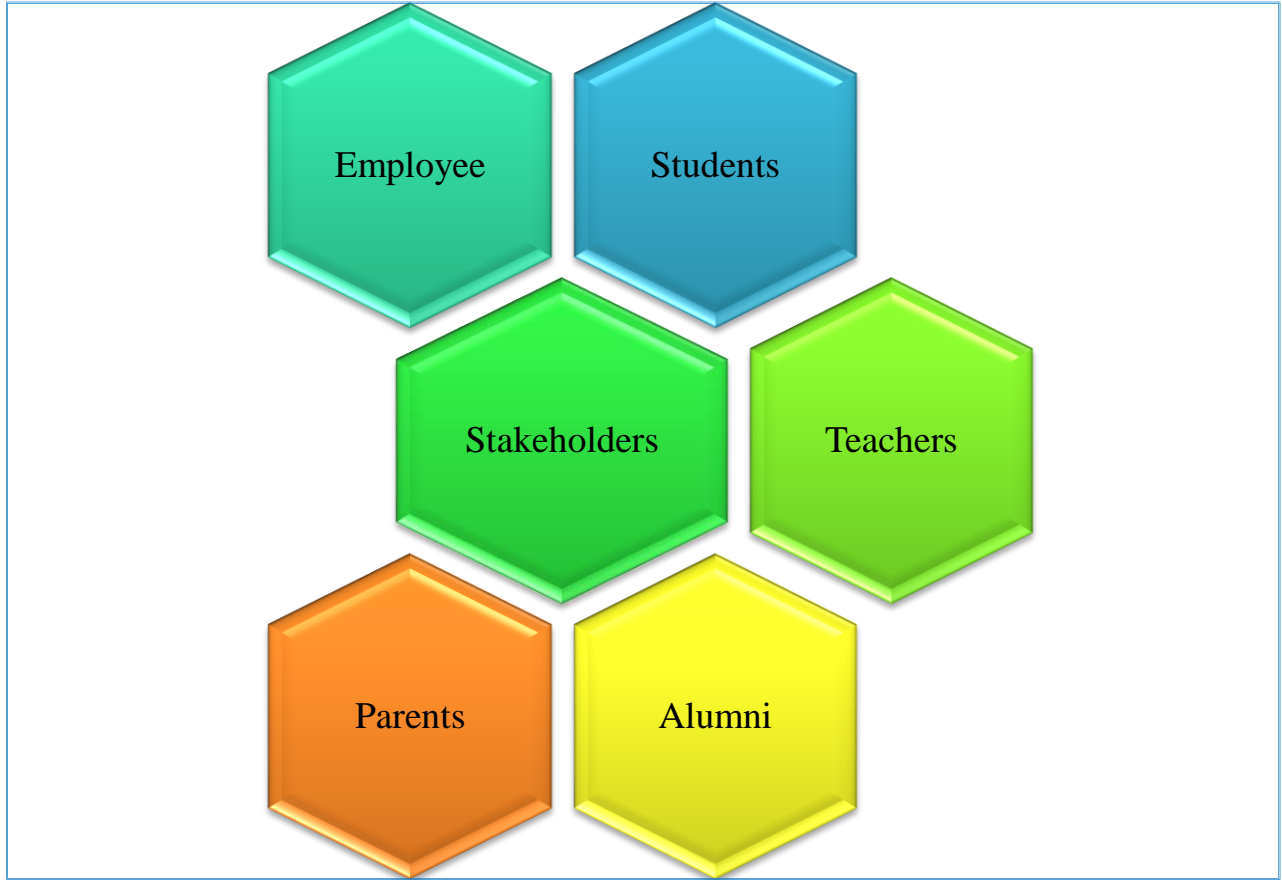 Employee
Students
Stakeholders
Teachers
Parents
Alumni